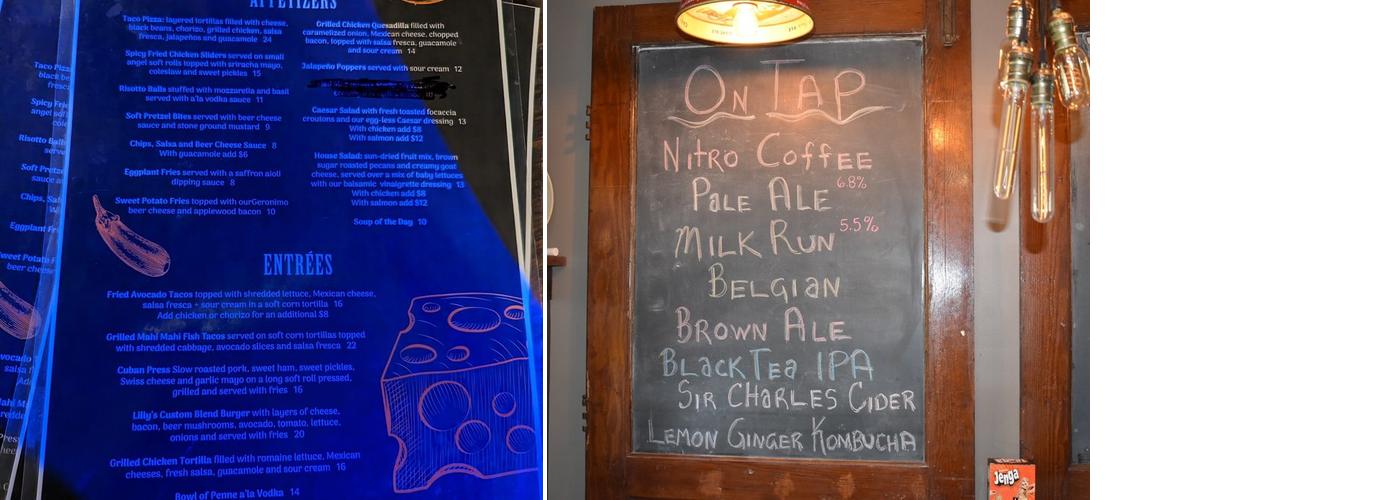 APPETIZERS
Taco Pizza: layered tortillas filled with cheese,
black beans, chorizo, grilled chicken, salsa
fresca, jalapeños and guacamole 24
Spicy Fried Chicken Sliders served on small
angel soft rolls topped with sriracha mayo,
coleslaw and sweet pickles 15
Risotto Balls stuffed with mozzarella and basil
served with a'la vodka sauce 11
Soft Pretzel Bites served with beer cheese
sauce and stone ground mustard 9
Chips, Salsa and Beer Cheese Sauce 8
With guacamole add $6
Eggplant Fries served with a saffron aioli
dipping sauce 8
Sweet Potato Fries topped with ourGeronimo
beer cheese and applewood bacon 10
Grilled Chicken Quesadilla filled with
caramelized onion, Mexican cheese, chopped
bacon, topped with salsa fresca, guacamole
and sour cream 14
Jalapeño Poppers served with sour cream 12
Caesar Salad with fresh toasted focaccia
croutons and our egg-less Caesar dressing 13
With chicken add $8
With salmon add $12
House Salad: sun-dried fruit mix, brown
sugar roasted pecans and creamy goat
cheese, served over a mix of baby lettuces
with our balsamic vinaigrette dressing 13
With chicken add $8
With salmon add $12
Soup of the Day 10
ENTRÉES
Fried Avocado Tacos topped with shredded lettuce, Mexican cheese,
salsa fresca + sour cream in a soft corn tortilla 16
Add chicken or chorizo for an additional $8
Grilled Mahi Mahi Fish Tacos served on soft corn tortillas topped
with shredded cabbage, avocado slices and salsa fresca 22
Cuban Press Slow roasted pork, sweet ham, sweet pickles,
Swiss cheese and garlic mayo on a long soft roll pressed,
grilled and served with fries 16
Lilly's Custom Blend Burger with layers of cheese,
bacon, beer mushrooms, avocado, tomato, lettuce,
onions and served with fries 20
Grilled Chicken Tortilla filled with romaine lettuce, Mexican
cheeses, fresh salsa, guacamole and sour cream 16
Bowl of Penne a'la Vodka 14
ON TAP
NITRO COFFEE
PALE ALE 6.8%
MILK RUN 5.5%
BELGIAN
BROWN ALE
BLACK TEA IPA
SIR CHARLES CIDER
LEMON GINGER KOMBUCHA
Jenga